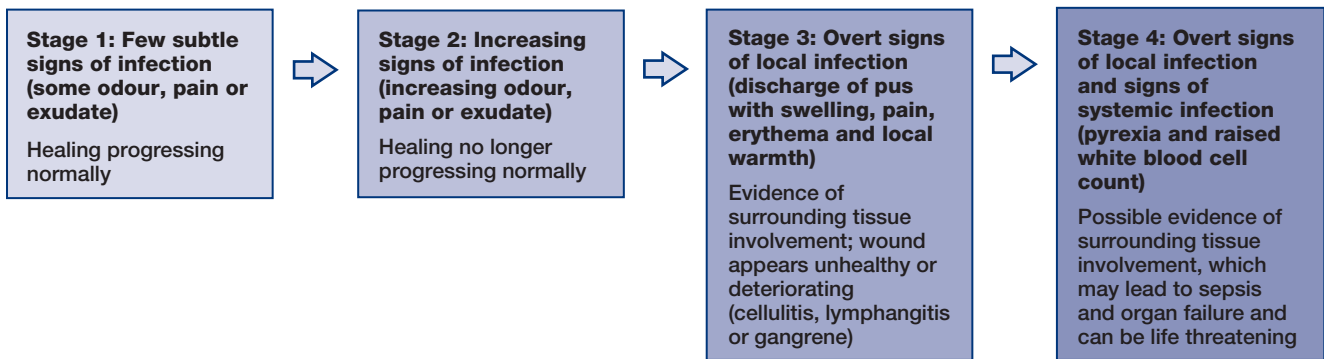 Stage 1: Few subtle
signs of infection
(some odour, pain or
exudate)
Healing progressing
normally
Stage 2: Increasing
signs of infection
(increasing odour,
pain or exudate)
Healing no longer
progressing normally
Stage 3: Overt signs
of local infection
(discharge of pus
with swelling, pain,
erythema and local
warmth)
Evidence of
surrounding tissue
involvement; wound
appears unhealthy or
deteriorating
(cellulitis, lymphangitis
or gangrene)
Stage 4: Overt signs
of local infection
and signs of
systemic infection
(pyrexia and raised
white blood cell
count)
Possible evidence of
surrounding tissue
involvement, which
may lead to sepsis
and organ failure and
can be life threatening